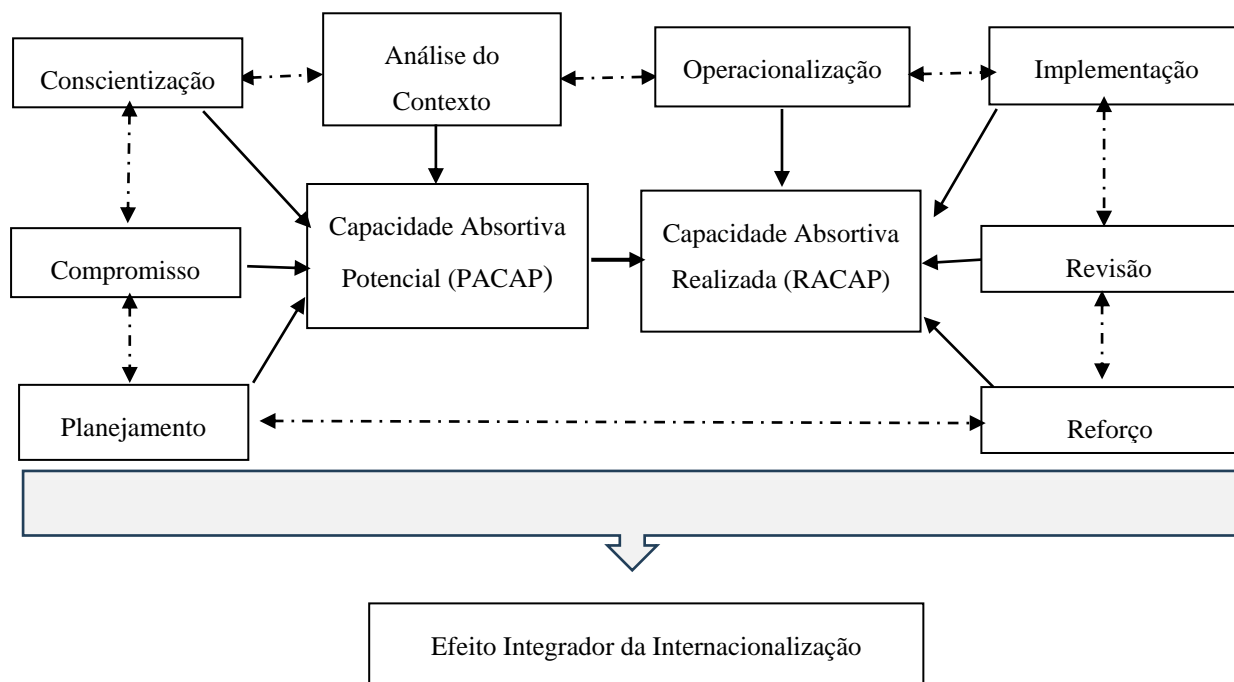 Conscientização
Análise do
Contexto
Operacionalização
Implementação
Capacidade Absortiva
Potencial (PACAP)
Capacidade Absortiva
Realizada (RACAP)
Compromisso
Revisão
Planejamento
Reforço
Efeito Integrador da Internacionalização